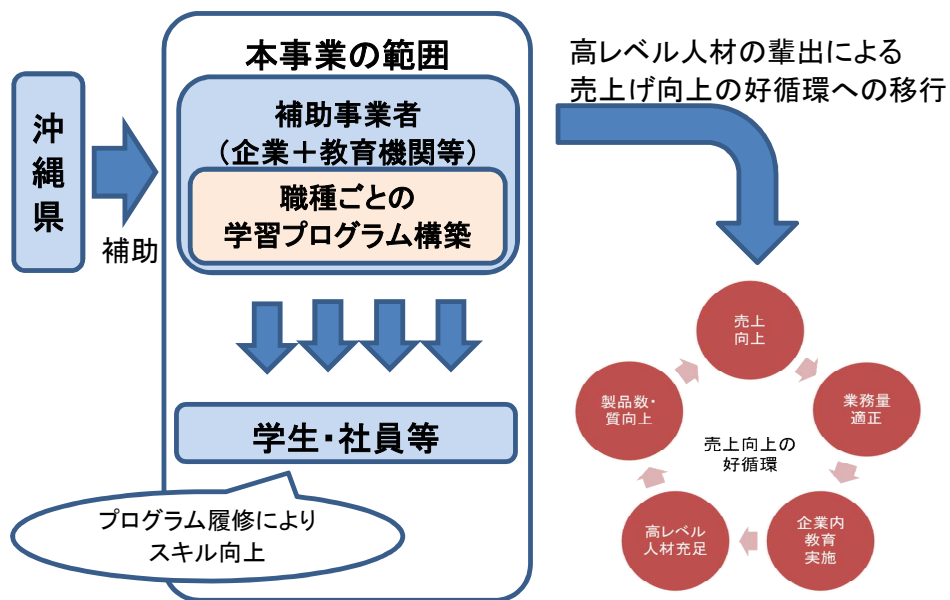 沖
縄
県
補助
本事業の範囲
補助事業者
(企業+教育機関等)
職種ごとの
学習プログラム構築
学生・社員等
プログラム履修により
スキル向上
高レベル人材の輩出による
売上げ向上の好循環への移行
売上
向上
業務量
適正
企業内
教育
実施
高レベル
人材充足
製品数・
質向上
売上向上の
好循環